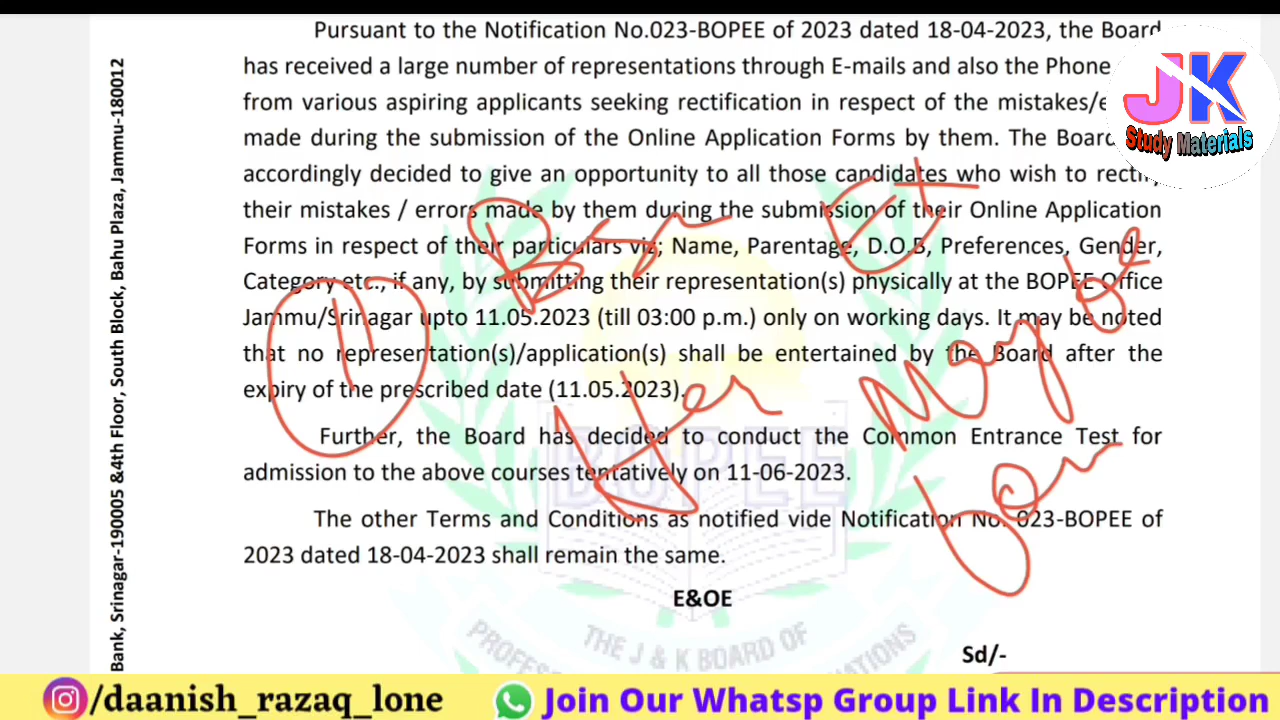 Pursuant to the Notification No.023-BOPEE of 2023 dated 18-04-2023, the Board
has received a large number of representations through E-mails and also the Phone
from various aspiring applicants seeking rectification in respect of the mistakes/e
made during the submission of the Online Application Forms by them. The Board
accordingly decided to give an opportunity to all those candidates who wish to rectify
their mistakes / errors made by them during the submission of their Online Application
Forms in respect of their particulars viz; Name, Parentage, D.O.B, Preferences, Gender,
Category etc., if any, by submitting their representation(s) physically at the BOPEE Office
Jammu/Srinagar upto 11.05.2023 (till 03:00 p.m.) only on working days. It may be noted
that no representation(s)/application(s) shall be entertained by the Board after the
expiry of the prescribed date (11.05.2023).
Further, the Board has decided to conduct the Common Entrance Test for
admission to the above courses tentatively on 11-06-2023.
The other Terms and Conditions as notified vide Notification No. 023-BOPEE of
2023 dated 18-04-2023 shall remain the same.
E&OE
Sd/-
Bank, Srinagar-190005 &4th Floor, South Block, Bahu Plaza, Jammu-180012
JK
Study Materials
11
May be
BOPEE
THE J & K BOARD OF
/daanish_razaq_lone
Join Our Whatsp Group Link In Description